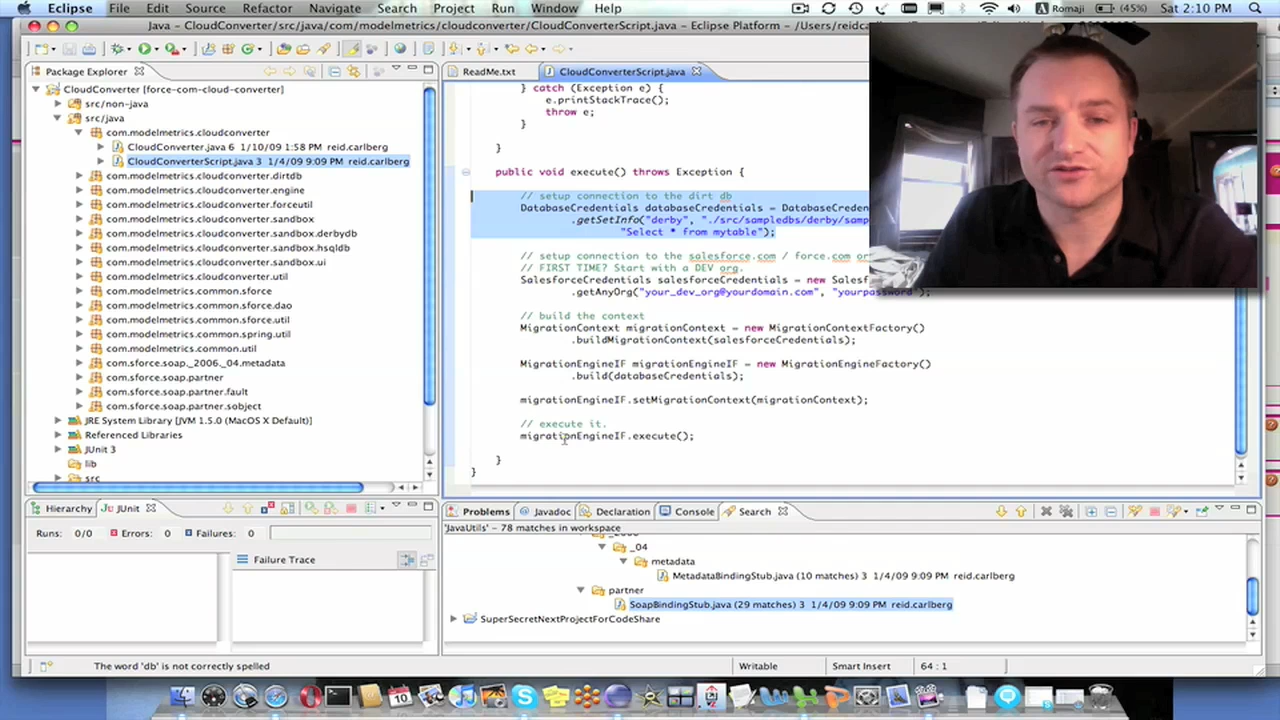 Eclipse File Edit Source Refactor Navigate Search Project Run Window Help Romaji (45%) Sat 2:10 PM
Java – CloudConverter/src/java/com/modelmetrics/cloudconverter/CloudConverterScript.java – Eclipse Platform – /Users/reidca
Package Explorer
CloudConverter [force-com-cloud-converter]
src/non-java
src/java
com.modelmetrics.cloudconverter
CloudConverter.java 6 1/10/09 1:58 PM reid.carlberg
CloudConverterScript.java 3 1/4/09 9:09 PM reid.carlberg
com.modelmetrics.cloudconverter.dirtdb
com.modelmetrics.cloudconverter.engine
com.modelmetrics.cloudconverter.forceutil
com.modelmetrics.cloudconverter.sandbox
com.modelmetrics.cloudconverter.sandbox.derbydb
com.modelmetrics.cloudconverter.sandbox.hsqldb
com.modelmetrics.cloudconverter.sandbox.ui
com.modelmetrics.cloudconverter.util
com.modelmetrics.common.sforce
com.modelmetrics.common.sforce.dao
com.modelmetrics.common.sforce.util
com.modelmetrics.common.spring.util
com.modelmetrics.common.util
com.sforce.soap._2006._04.metadata
com.sforce.soap.partner
com.sforce.soap.partner.fault
com.sforce.soap.partner.sobject
JRE System Library [JVM 1.5.0 (MacOS X Default)]
Referenced Libraries
JUnit 3
lib
src
ReadMe.txt CloudConverterScript.java
} catch (Exception e) {
e.printStackTrace();
throw e;
}
}
public void execute() throws Exception {
// setup connection to the dirt db
DatabaseCredentials databaseCredentials = new DatabaseCreden
.getSetInfo("derby", "./src/sampledbs/derby/sam
"Select * from mytable");
// setup connection to the salesforce.com / force.com or
// FIRST TIME? Start with a DEV org.
SalesforceCredentials salesforceCredentials = new Sales
.getAnyOrg("your_dev_org@yourdomain.com", "yourpassword");
// build the context
MigrationContext migrationContext = new MigrationContextFactory()
.buildMigrationContext(salesforceCredentials);
MigrationEngineIF migrationEngineIF = new MigrationEngineFactory()
.build(databaseCredentials);
migrationEngineIF.setMigrationContext(migrationContext);
// execute it.
migrationEngineIF.execute();
}
}
Hierarchy JUnit
Runs: 0/0 Errors: 0 Failures: 0
Failure Trace
Problems Javadoc Declaration Console Search
'JavaUtils' – 78 matches in workspace
_2006
_04
metadata
MetadataBindingStub.java (10 matches) 3 1/4/09 9:09 PM reid.carlberg
partner
SoapBindingStub.java (29 matches) 3 1/4/09 9:09 PM reid.carlberg
SuperSecretNextProjectForCodeShare
The word 'db' is not correctly spelled Writable Smart Insert 64 : 1